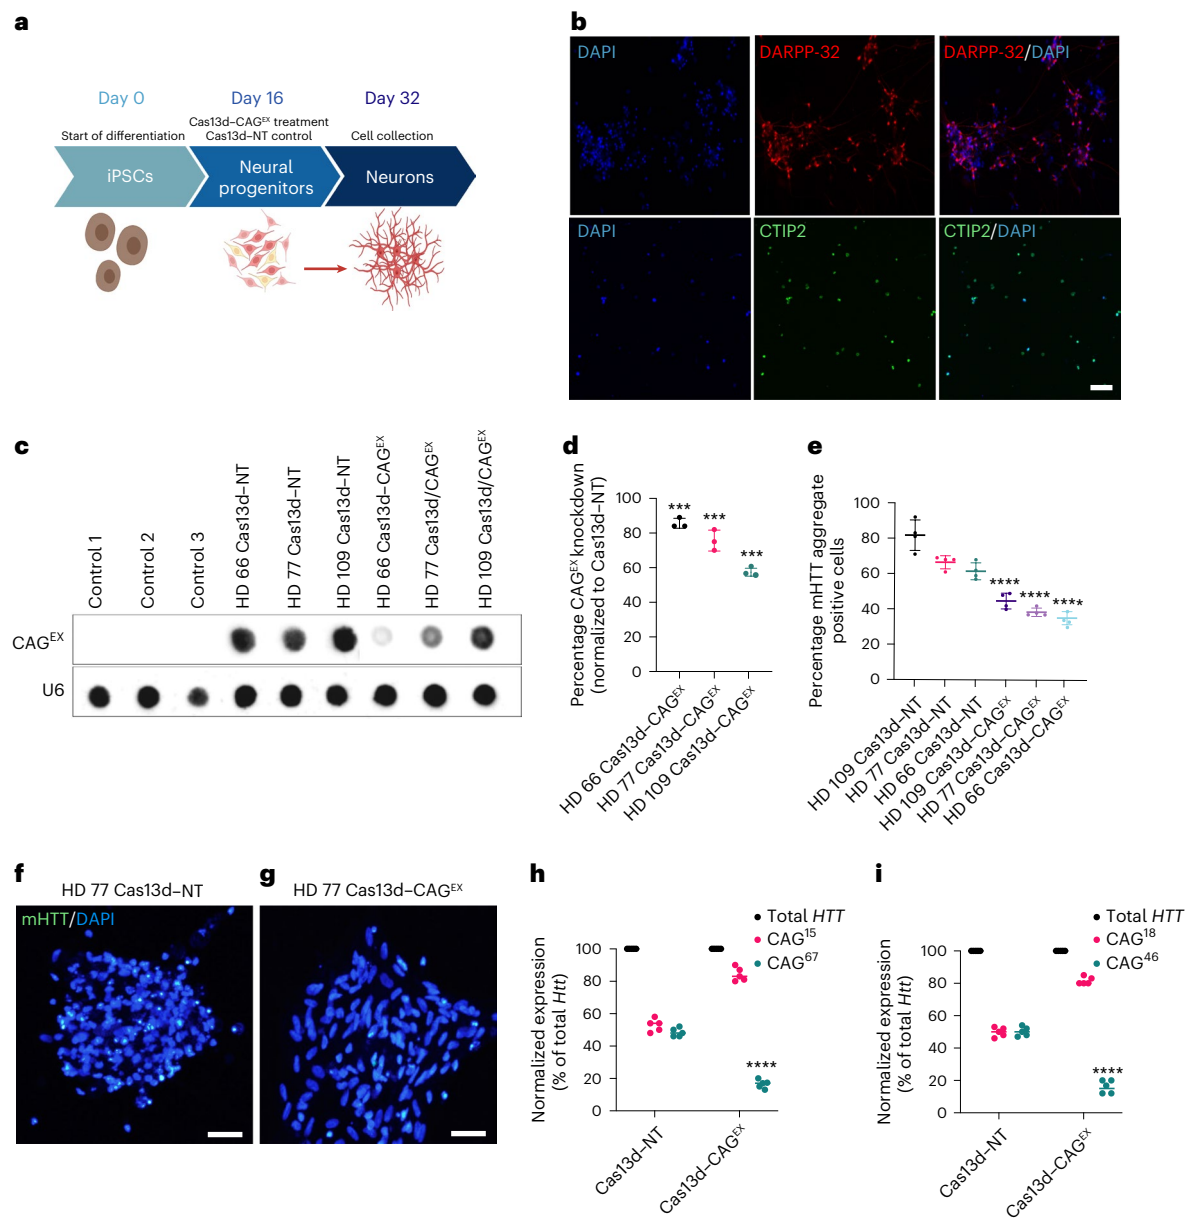 a
Day 0
Day 16
Day 32
Start of differentiation
Cas13d–CAGᴱˣ treatment
Cas13d–NT control
Cell collection
iPSCs
Neural
progenitors
Neurons
b
DAPI
DARPP-32
DARPP-32/DAPI
DAPI
CTIP2
CTIP2/DAPI
c
Control 1
Control 2
Control 3
HD 66 Cas13d–NT
HD 77 Cas13d–NT
HD 109 Cas13d–NT
HD 66 Cas13d–CAGᴱˣ
HD 77 Cas13d/CAGᴱˣ
HD 109 Cas13d/CAGᴱˣ
CAGᴱˣ
U6
d
Percentage CAGᴱˣ knockdown
(normalized to Cas13d–NT)
100
80
60
40
20
0
***
***
***
HD 66 Cas13d–CAGᴱˣ
HD 77 Cas13d–CAGᴱˣ
HD 109 Cas13d–CAGᴱˣ
e
Percentage mHTT aggregate
positive cells
100
80
60
40
20
0
****
****
****
HD 109 Cas13d–NT
HD 77 Cas13d–NT
HD 66 Cas13d–NT
HD 109 Cas13d–CAGᴱˣ
HD 77 Cas13d–CAGᴱˣ
HD 66 Cas13d–CAGᴱˣ
f
HD 77 Cas13d–NT
mHTT/DAPI
g
HD 77 Cas13d–CAGᴱˣ
h
Normalized expression
(% of total Htt)
100
80
60
40
20
0
Total HTT
CAG¹⁵
CAG⁶⁷
****
Cas13d–NT
Cas13d–CAGᴱˣ
i
Normalized expression
(% of total Htt)
100
80
60
40
20
0
Total HTT
CAG¹⁸
CAG⁴⁶
****
Cas13d–NT
Cas13d–CAGᴱˣ